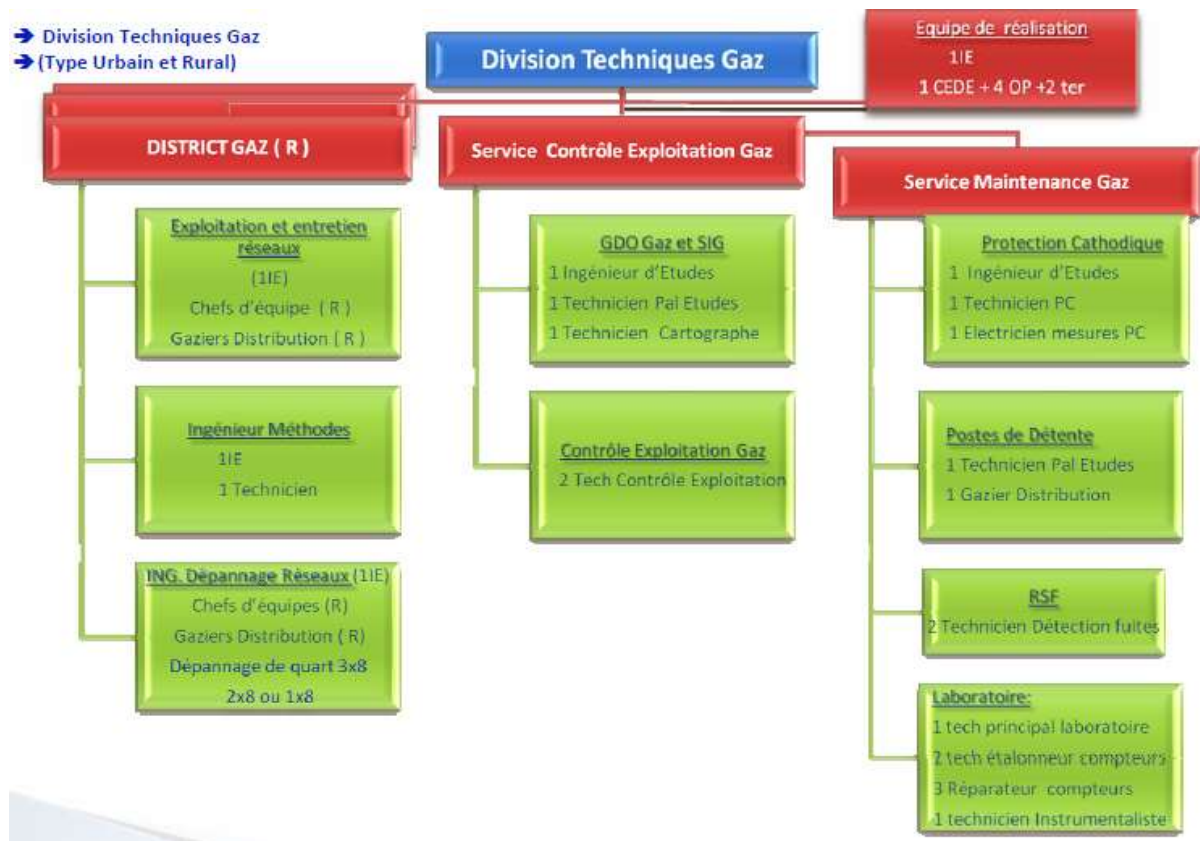 ➔ Division Techniques Gaz
➔ (Type Urbain et Rural)
Division Techniques Gaz
Equipe de réalisation
1IE
1 CEDE + 4 OP +2 ter
DISTRICT GAZ ( R )
Exploitation et entretien
réseaux
(1IE)
Chefs d'équipe ( R )
Gaziers Distribution ( R )
Ingénieur Méthodes
1IE
1 Technicien
ING. Dépannage Réseaux (1IE)
Chefs d'équipes (R)
Gaziers Distribution ( R)
Dépannage de quart 3x8
2x8 ou 1x8
Service Contrôle Exploitation Gaz
GDO Gaz et SIG
1 Ingénieur d'Etudes
1 Technicien Pal Etudes
1 Technicien Cartographe
Contrôle Exploitation Gaz
2 Tech Contrôle Exploitation
Service Maintenance Gaz
Protection Cathodique
1 Ingénieur d'Etudes
1 Technicien PC
1 Electricien mesures PC
Postes de Détente
1 Technicien Pal Etudes
1 Gazier Distribution
RSF
2 Technicien Détection fuites
Laboratoire:
1 tech principal laboratoire
2 tech étalonneur compteurs
3 Réparateur compteurs
1 technicien Instrumentaliste